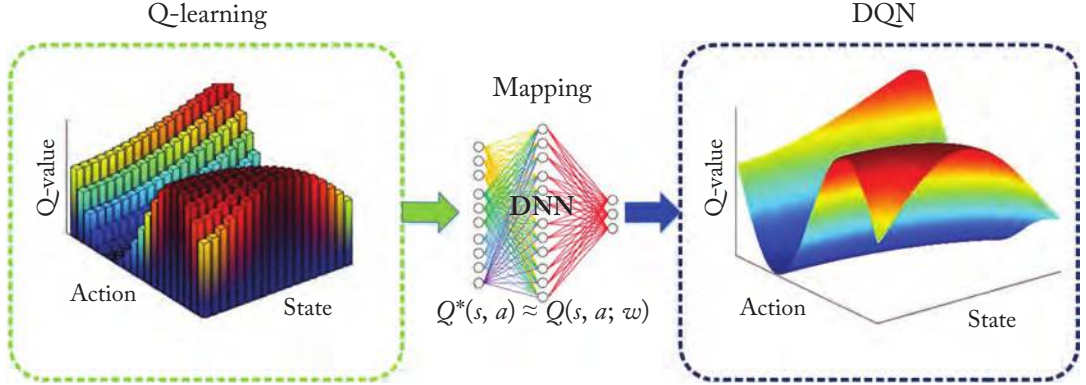 Q-learning
DQN
Mapping
Q-value
DNN
Q-value
Action
State
Q*(s, a) ≈ Q(s, a; w)
Action
State